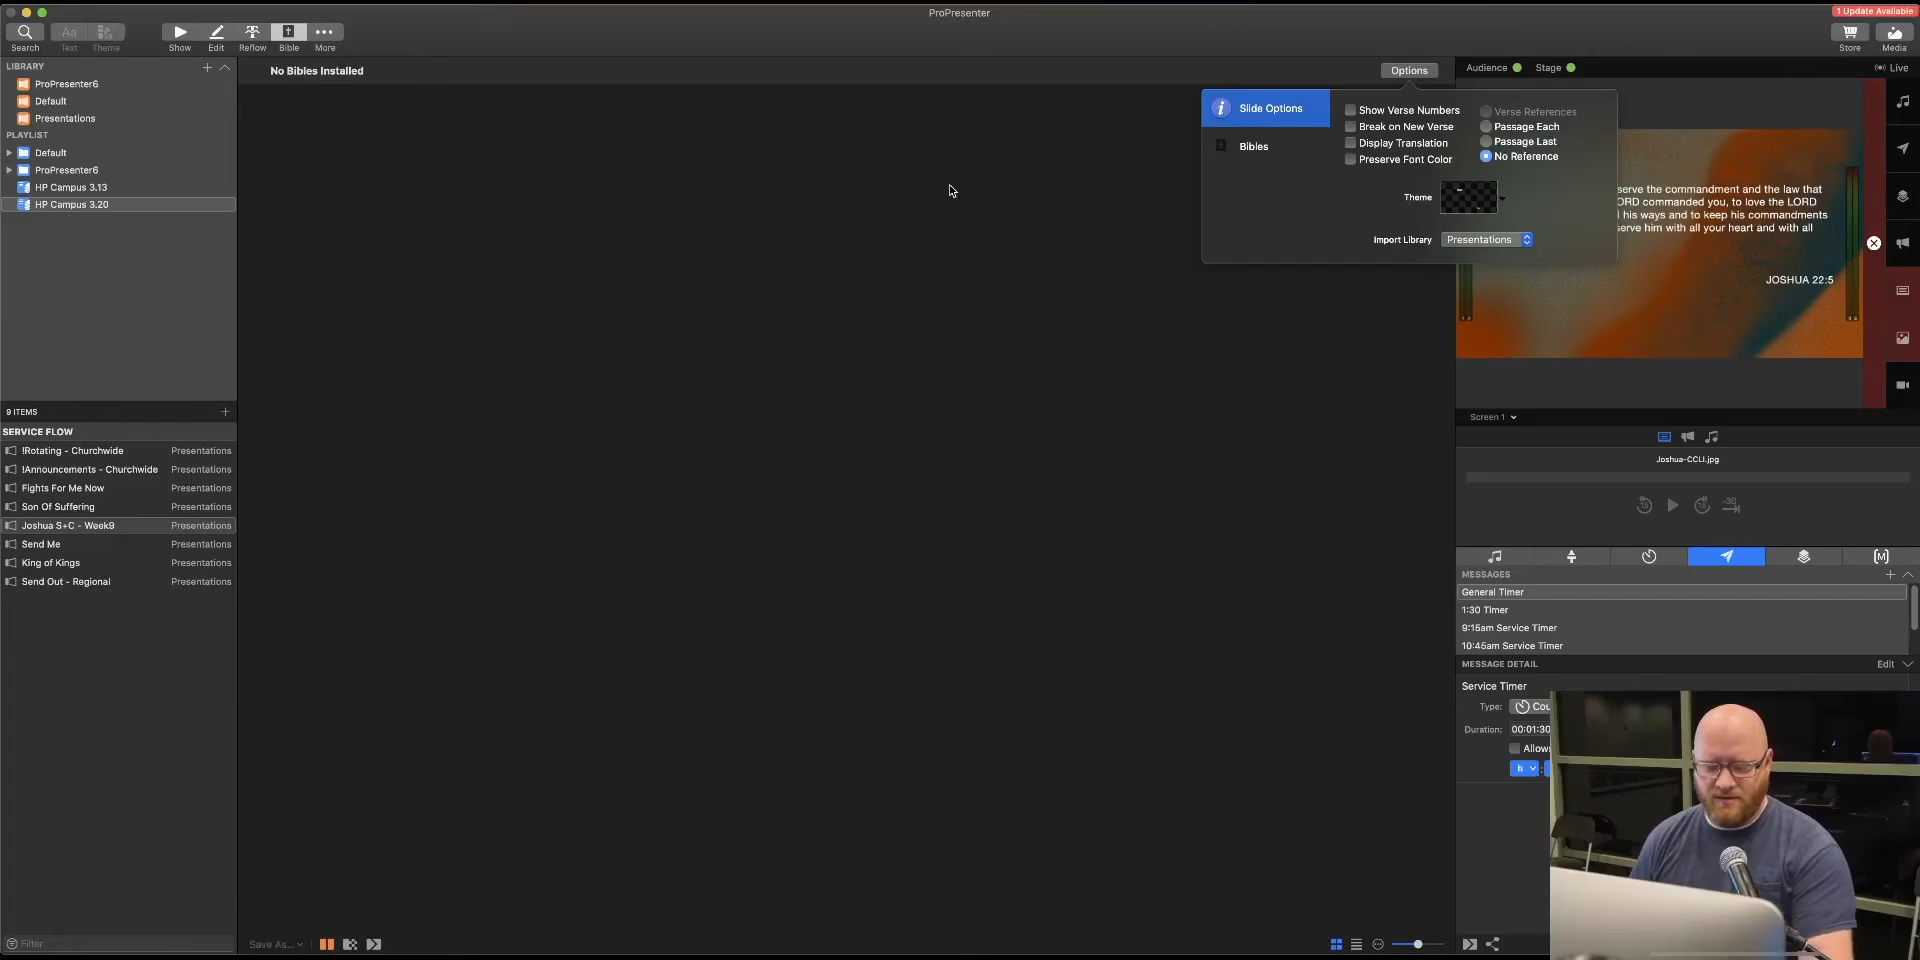 ProPresenter
1 Update Available
Search
Text
Theme
Show
Edit
Reflow
Bible
More
Store
Media
LIBRARY
ProPresenter6
Default
Presentations
PLAYLIST
Default
ProPresenter6
HP Campus 3.13
HP Campus 3.20
No Bibles Installed
Options
Slide Options
Bibles
Show Verse Numbers
Break on New Verse
Display Translation
Preserve Font Color
Verse References
Passage Each
Passage Last
No Reference
Theme
Import Library
Presentations
Audience
Stage
Live
serve the commandment and the law that
ORD commanded you, to love the LORD
his ways and to keep his commandments
serve him with all your heart and with all
JOSHUA 22:5
Screen 1
Joshua-CCLI.jpg
15
15
-30
[M]
9 ITEMS
SERVICE FLOW
!Rotating - Churchwide Presentations
!Announcements - Churchwide Presentations
Fights For Me Now Presentations
Son Of Suffering Presentations
Joshua S+C - Week9 Presentations
Send Me Presentations
King of Kings Presentations
Send Out - Regional Presentations
MESSAGES
General Timer
1:30 Timer
9:15am Service Timer
10:45am Service Timer
MESSAGE DETAIL
Edit
Service Timer
Type: Cou
Duration: 00:01:30
Allows
h
Filter
Save As...